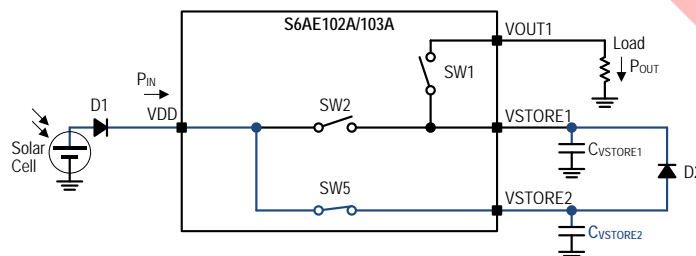 S6AE102A/103A
VOUT1
Load
POUT
SW1
PIN
D1
VDD
SW2
VSTORE1
Solar
Cell
CVSTORE1
D2
SW5
VSTORE2
CVSTORE2